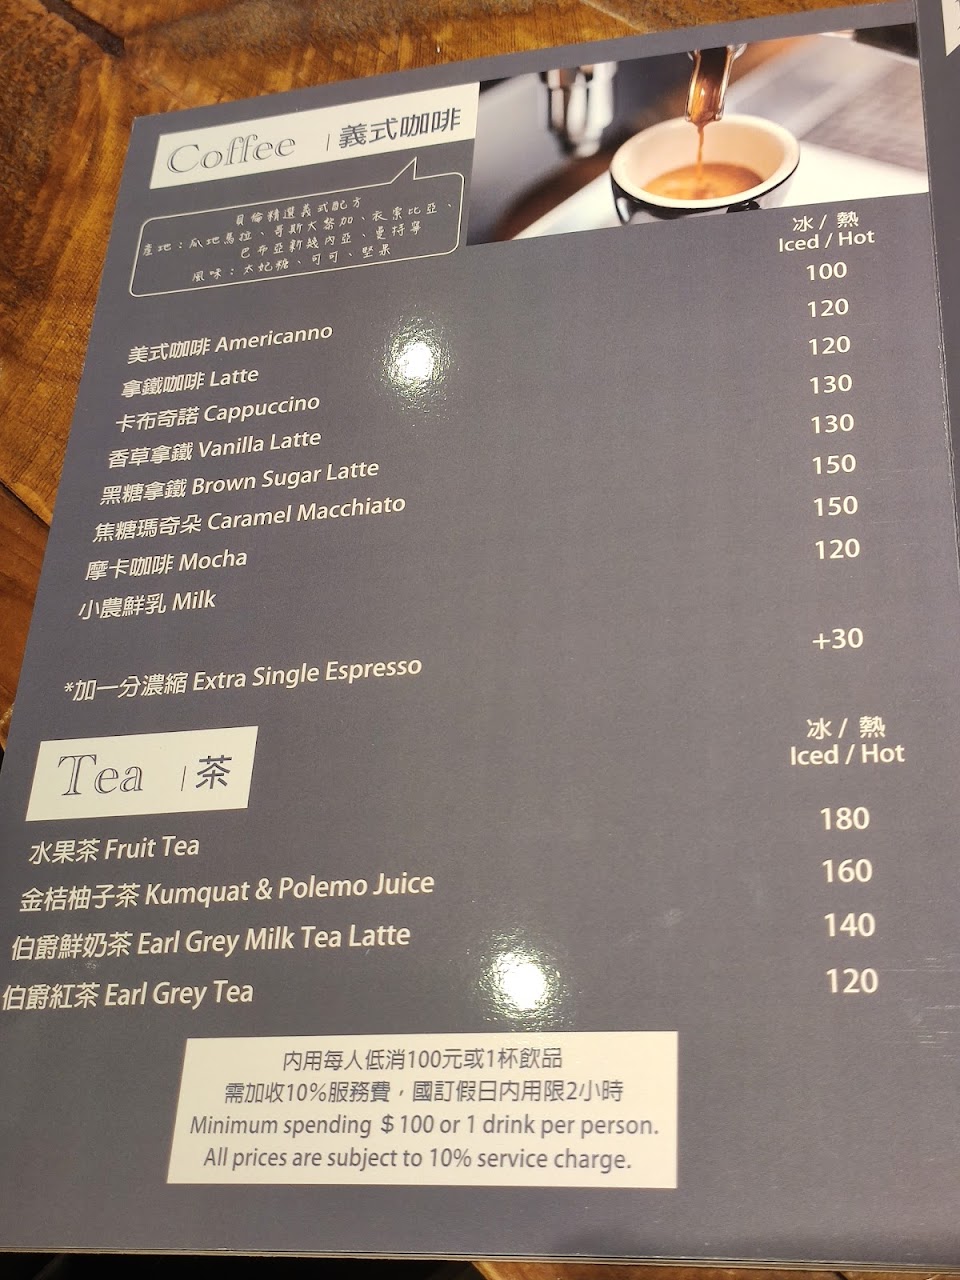 Coffee | 義式咖啡
貝倫精選義式配方
產地：瓜地馬拉、哥斯大黎加、衣索比亞、
巴布亞新幾內亞、曼特寧
風味：太妃糖、可可、堅果
冰 / 熱
Iced / Hot
美式咖啡 Americanno 100
拿鐵咖啡 Latte 120
卡布奇諾 Cappuccino 120
香草拿鐵 Vanilla Latte 130
黑糖拿鐵 Brown Sugar Latte 130
焦糖瑪奇朵 Caramel Macchiato 150
摩卡咖啡 Mocha 150
小農鮮乳 Milk 120
*加一分濃縮 Extra Single Espresso +30
Tea | 茶
冰 / 熱
Iced / Hot
水果茶 Fruit Tea 180
金桔柚子茶 Kumquat & Polemo Juice 160
伯爵鮮奶茶 Earl Grey Milk Tea Latte 140
伯爵紅茶 Earl Grey Tea 120
內用每人低消100元或1杯飲品
需加收10%服務費，國訂假日內用限2小時
Minimum spending $100 or 1 drink per person.
All prices are subject to 10% service charge.